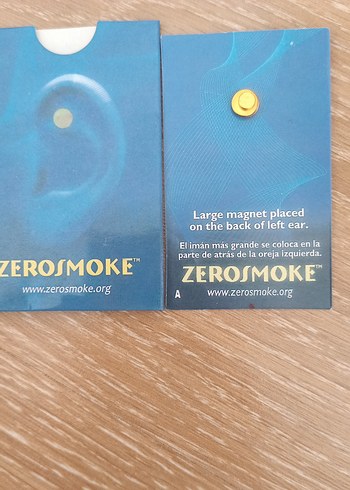 ZEROSMOKE™
www.zerosmoke.org
Large magnet placed
on the back of left ear.
El imán más grande se coloca en la
parte de atrás de la oreja izquierda.
ZEROSMOKE™
A
www.zerosmoke.org